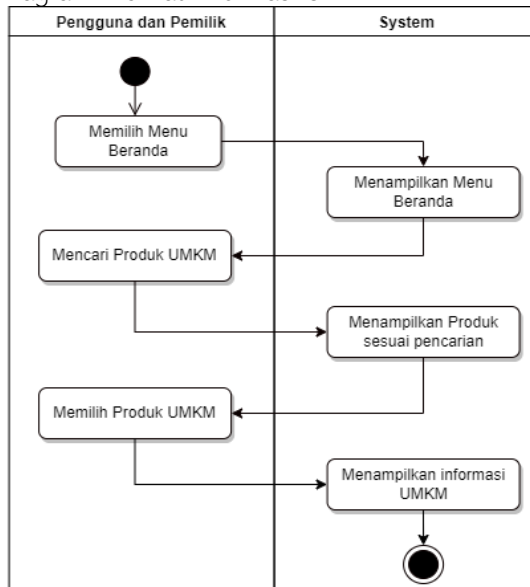 Pengguna dan Pemilik
System
Memilih Menu
Beranda
Menampilkan Menu
Beranda
Mencari Produk UMKM
Menampilkan Produk
sesuai pencarian
Memilih Produk UMKM
Menampilkan informasi
UMKM